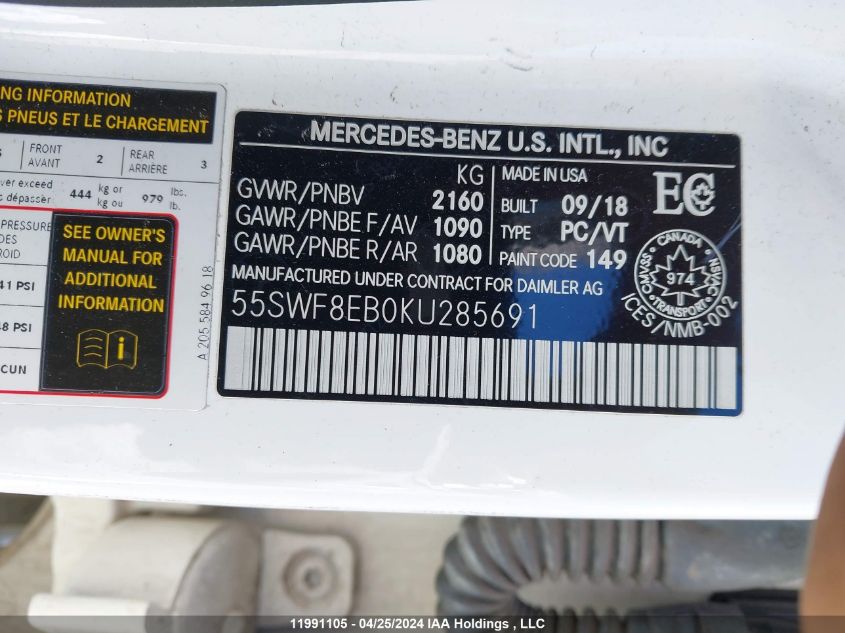 NG INFORMATION
S PNEUS ET LE CHARGEMENT
FRONT AVANT 2 REAR ARRIÈRE 3
ver exceed
s dépasser: 444 kg or kg ou 979 lbs. lb.
PRESSURE
DES
ROID
41 PSI
48 PSI
CUN
SEE OWNER'S
MANUAL FOR
ADDITIONAL
INFORMATION
A 205 584 96 18
MERCEDES-BENZ U.S. INTL., INC
KG
GVWR/PNBV 2160
GAWR/PNBE F/AV 1090
GAWR/PNBE R/AR 1080
MADE IN USA
BUILT 09/18
TYPE PC/VT
PAINT CODE 149
EC
CANADA
974
TRANSPORT
ICES/NMB-002
MANUFACTURED UNDER CONTRACT FOR DAIMLER AG
55SWF8EB0KU285691
11991105 - 04/25/2024 IAA Holdings , LLC